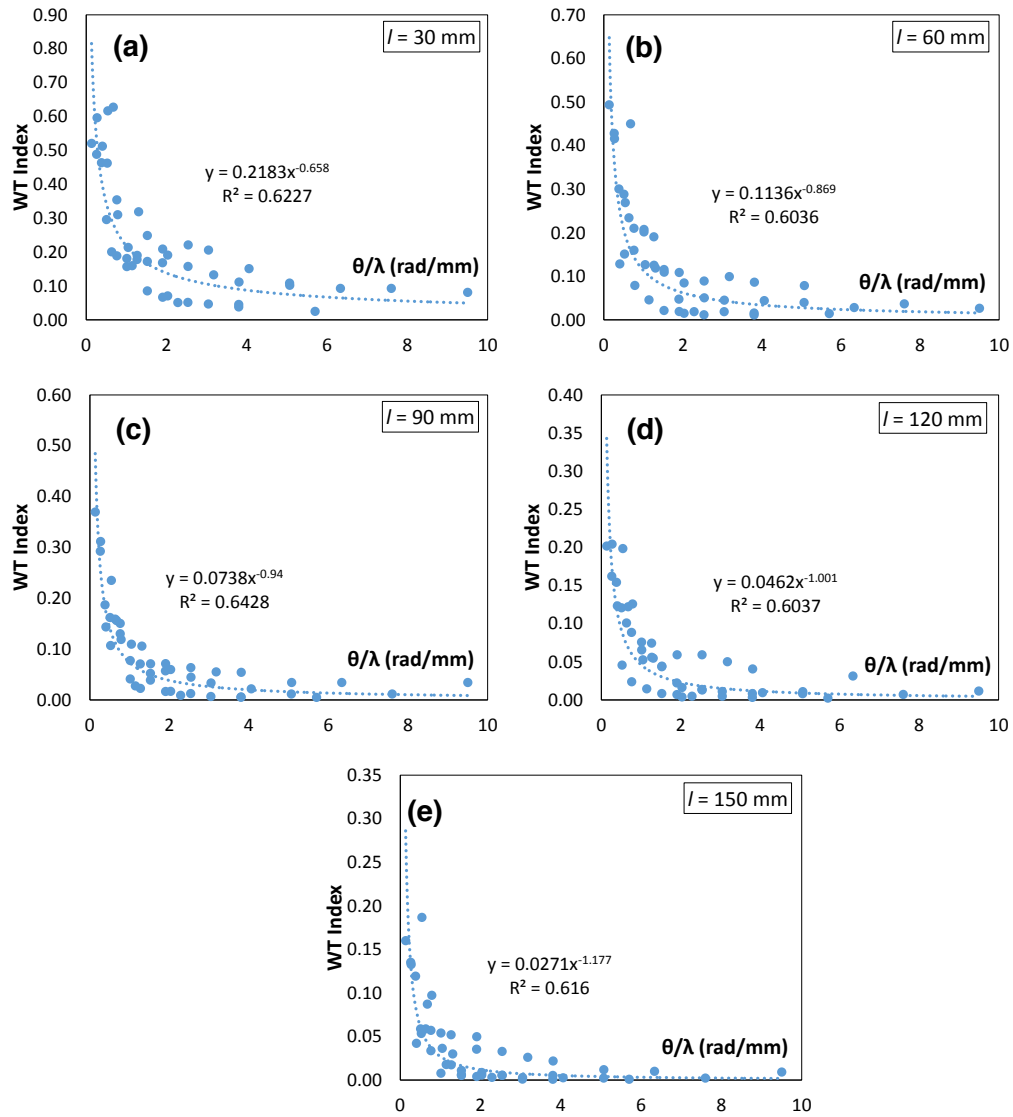 (a)
l = 30 mm
WT Index
0.90
0.80
0.70
0.60
0.50
0.40
0.30
0.20
0.10
0.00
y = 0.2183x^-0.658
R² = 0.6227
θ/λ (rad/mm)
0 2 4 6 8 10
(b)
l = 60 mm
WT Index
0.70
0.60
0.50
0.40
0.30
0.20
0.10
0.00
y = 0.1136x^-0.869
R² = 0.6036
θ/λ (rad/mm)
0 2 4 6 8 10
(c)
l = 90 mm
WT Index
0.60
0.50
0.40
0.30
0.20
0.10
0.00
y = 0.0738x^-0.94
R² = 0.6428
θ/λ (rad/mm)
0 2 4 6 8 10
(d)
l = 120 mm
WT Index
0.40
0.35
0.30
0.25
0.20
0.15
0.10
0.05
0.00
y = 0.0462x^-1.001
R² = 0.6037
θ/λ (rad/mm)
0 2 4 6 8 10
(e)
l = 150 mm
WT Index
0.35
0.30
0.25
0.20
0.15
0.10
0.05
0.00
y = 0.0271x^-1.177
R² = 0.616
θ/λ (rad/mm)
0 2 4 6 8 10